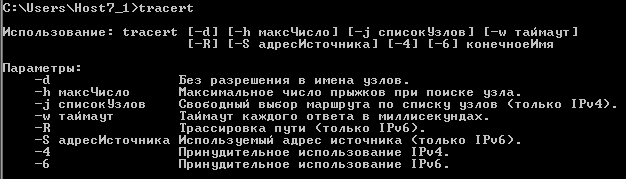 C:\Users\Host7_1>tracert
Использование: tracert [-d] [-h максЧисло] [-j списокУзлов] [-w таймаут]
[-R] [-S адресИсточника] [-4] [-6] конечноеИмя
Параметры:
-d Без разрешения в имена узлов.
-h максЧисло Максимальное число прыжков при поиске узла.
-j списокУзлов Свободный выбор маршрута по списку узлов (только IPv4).
-w таймаут Таймаут каждого ответа в миллисекундах.
-R Трассировка пути (только IPv6).
-S адресИсточника Используемый адрес источника (только IPv6).
-4 Принудительное использование IPv4.
-6 Принудительное использование IPv6.